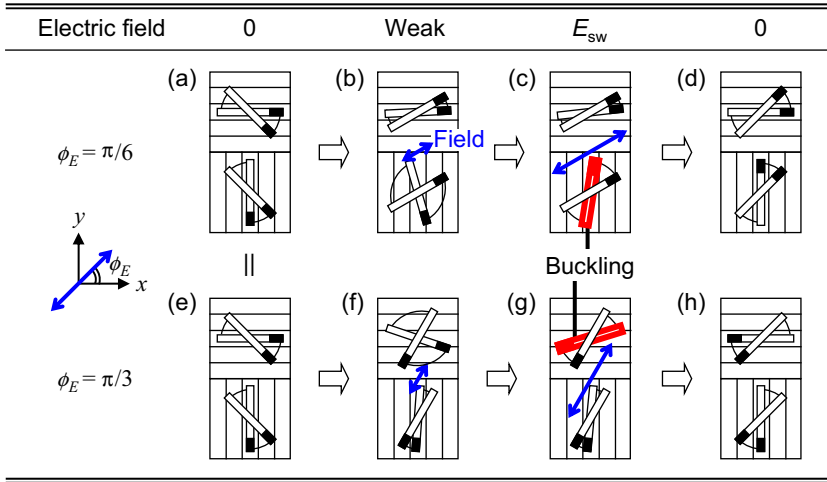 Electric field 0 Weak E_sw 0
(a) (b) (c) (d)
Field
ϕ_E = π/6
y
ϕ_E
x
||
Buckling
(e) (f) (g) (h)
ϕ_E = π/3